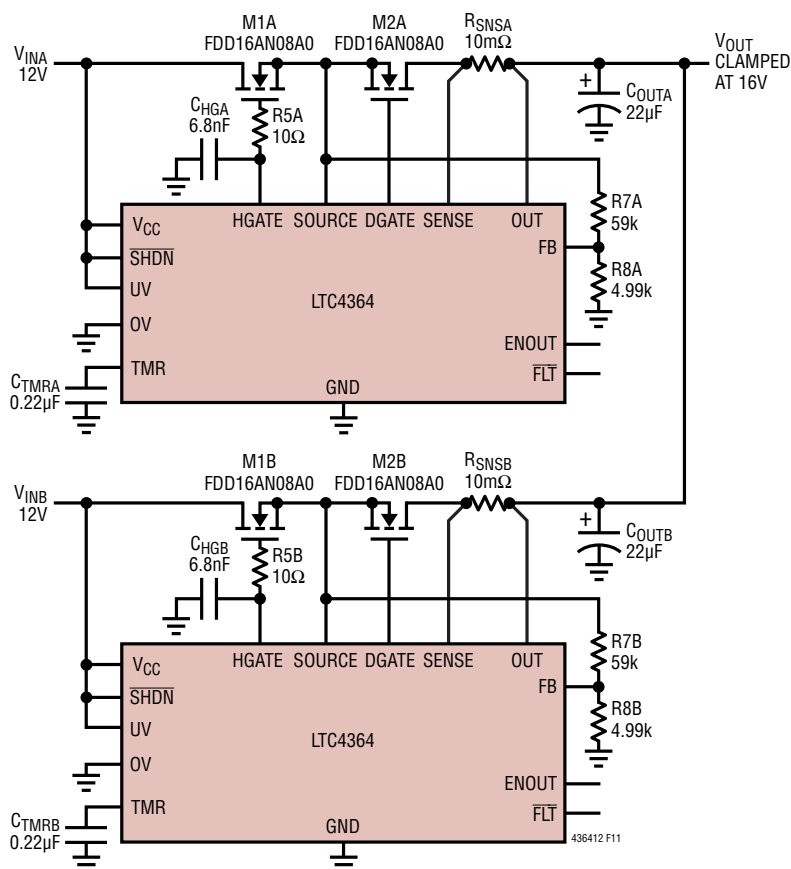 M1A
FDD16AN08A0
M2A
FDD16AN08A0
RSNSA
10mΩ
VINA
12V
VOUT
CLAMPED
AT 16V
CHGA
6.8nF
R5A
10Ω
+
COUTA
22µF
HGATE SOURCE DGATE SENSE OUT
R7A
59k
VCC
SHDN
UV
FB
R8A
4.99k
LTC4364
OV
ENOUT
TMR
FLT
CTMRA
0.22µF
GND
M1B
FDD16AN08A0
M2B
FDD16AN08A0
RSNSB
10mΩ
VINB
12V
CHGB
6.8nF
R5B
10Ω
+
COUTB
22µF
HGATE SOURCE DGATE SENSE OUT
R7B
59k
VCC
SHDN
UV
FB
R8B
4.99k
LTC4364
OV
ENOUT
TMR
FLT
CTMRB
0.22µF
GND
436412 F11